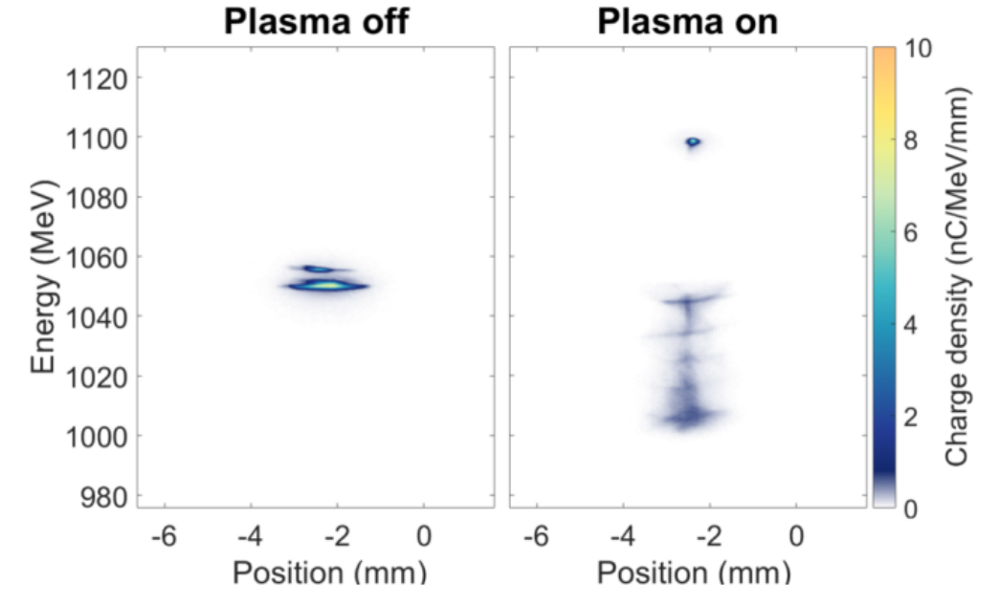 Plasma off
Plasma on
Energy (MeV)
1120
1100
1080
1060
1040
1020
1000
980
-6 -4 -2 0
-6 -4 -2 0
Position (mm)
Position (mm)
10
8
6
4
2
0
Charge density (nC/MeV/mm)